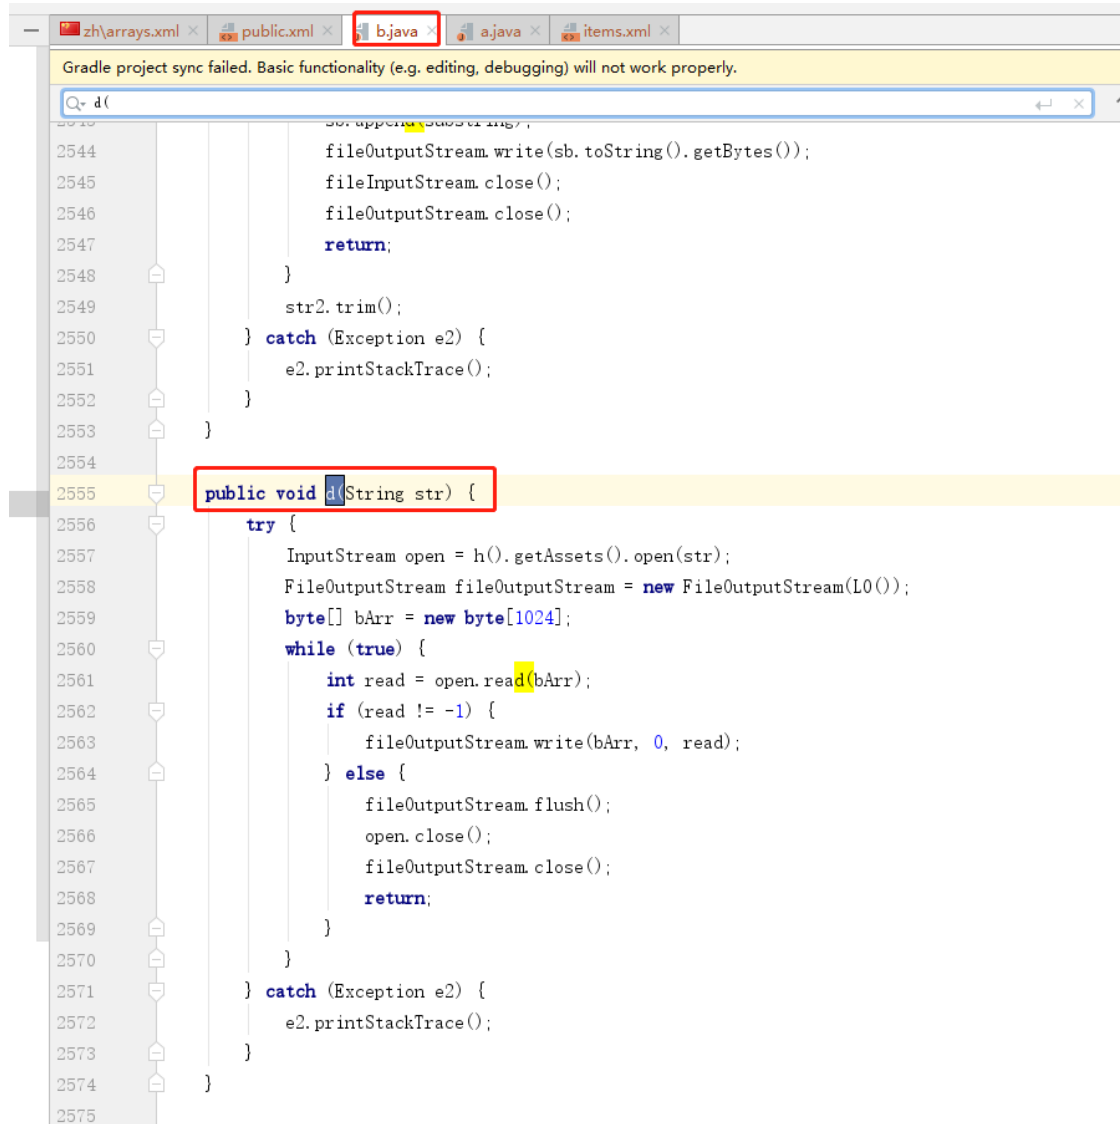 zh\arrays.xml × public.xml × b.java × a.java × items.xml ×
Gradle project sync failed. Basic functionality (e.g. editing, debugging) will not work properly.
d(
2543 sb.append(substring);
2544 fileOutputStream.write(sb.toString().getBytes());
2545 fileInputStream.close();
2546 fileOutputStream.close();
2547 return;
2548 }
2549 str2.trim();
2550 } catch (Exception e2) {
2551 e2.printStackTrace();
2552 }
2553 }
2554
2555 public void d(String str) {
2556 try {
2557 InputStream open = h().getAssets().open(str);
2558 FileOutputStream fileOutputStream = new FileOutputStream(L0());
2559 byte[] bArr = new byte[1024];
2560 while (true) {
2561 int read = open.read(bArr);
2562 if (read != -1) {
2563 fileOutputStream.write(bArr, 0, read);
2564 } else {
2565 fileOutputStream.flush();
2566 open.close();
2567 fileOutputStream.close();
2568 return;
2569 }
2570 }
2571 } catch (Exception e2) {
2572 e2.printStackTrace();
2573 }
2574 }
2575